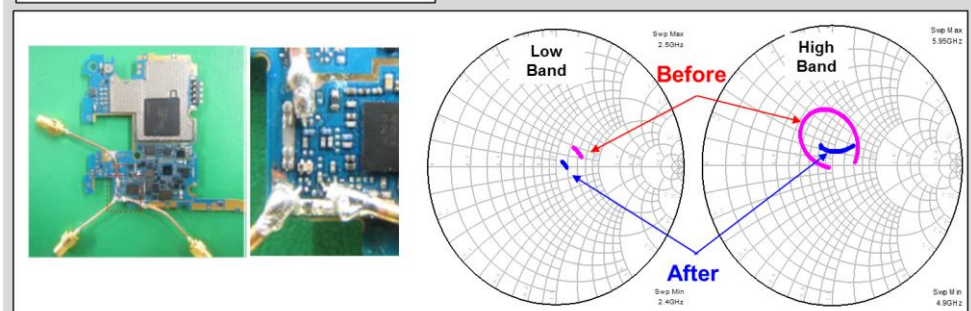 Low
Band
Swp Max
2.5GHz
Before
High
Band
Swp Max
5.95GHz
After
Swp Min
2.4GHz
Swp Min
4.9GHz